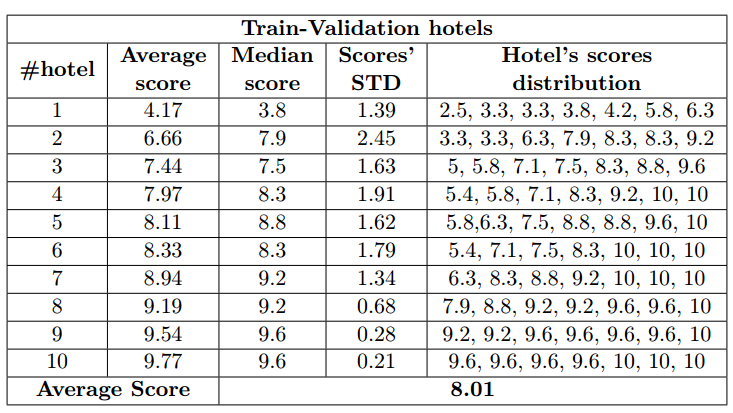 Train-Validation hotels
#hotel Average score Median score Scores' STD Hotel's scores distribution
1 4.17 3.8 1.39 2.5, 3.3, 3.3, 3.8, 4.2, 5.8, 6.3
2 6.66 7.9 2.45 3.3, 3.3, 6.3, 7.9, 8.3, 8.3, 9.2
3 7.44 7.5 1.63 5, 5.8, 7.1, 7.5, 8.3, 8.8, 9.6
4 7.97 8.3 1.91 5.4, 5.8, 7.1, 8.3, 9.2, 10, 10
5 8.11 8.8 1.62 5.8,6.3, 7.5, 8.8, 8.8, 9.6, 10
6 8.33 8.3 1.79 5.4, 7.1, 7.5, 8.3, 10, 10, 10
7 8.94 9.2 1.34 6.3, 8.3, 8.8, 9.2, 10, 10, 10
8 9.19 9.2 0.68 7.9, 8.8, 9.2, 9.2, 9.6, 9.6, 10
9 9.54 9.6 0.28 9.2, 9.2, 9.6, 9.6, 9.6, 9.6, 10
10 9.77 9.6 0.21 9.6, 9.6, 9.6, 9.6, 10, 10, 10
Average Score 8.01